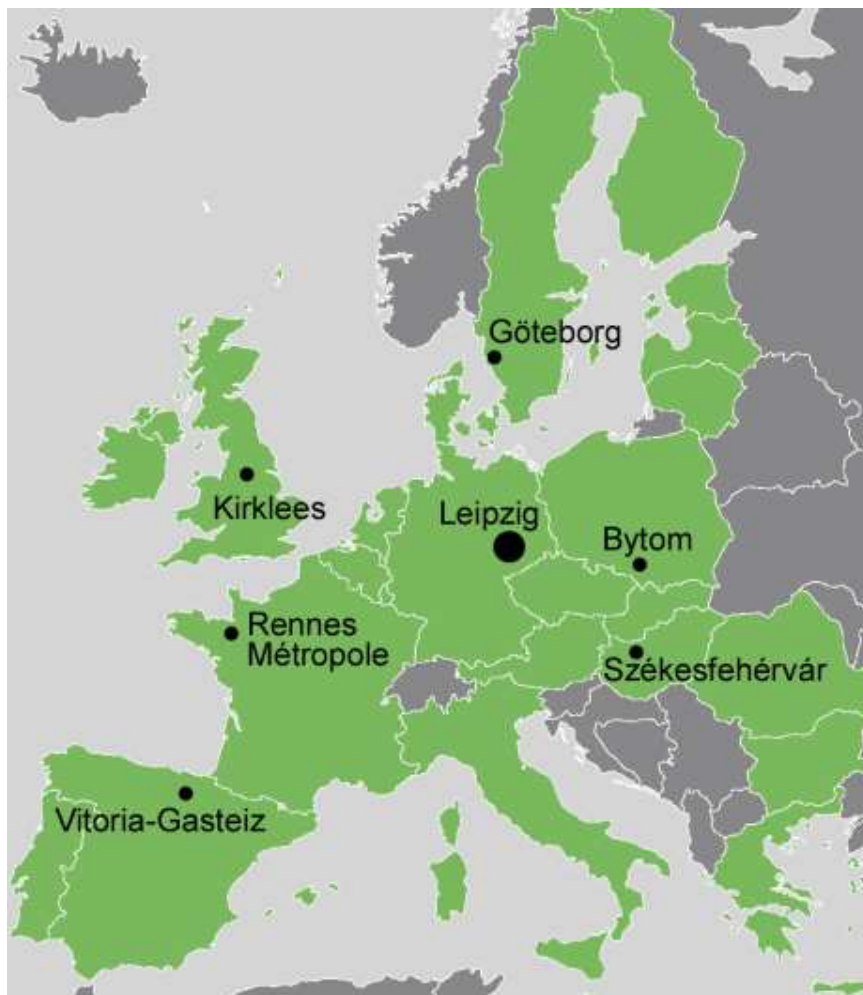 Göteborg
Kirklees
Leipzig
Bytom
Rennes
Métropole
Székesfehérvár
Vitoria-Gasteiz